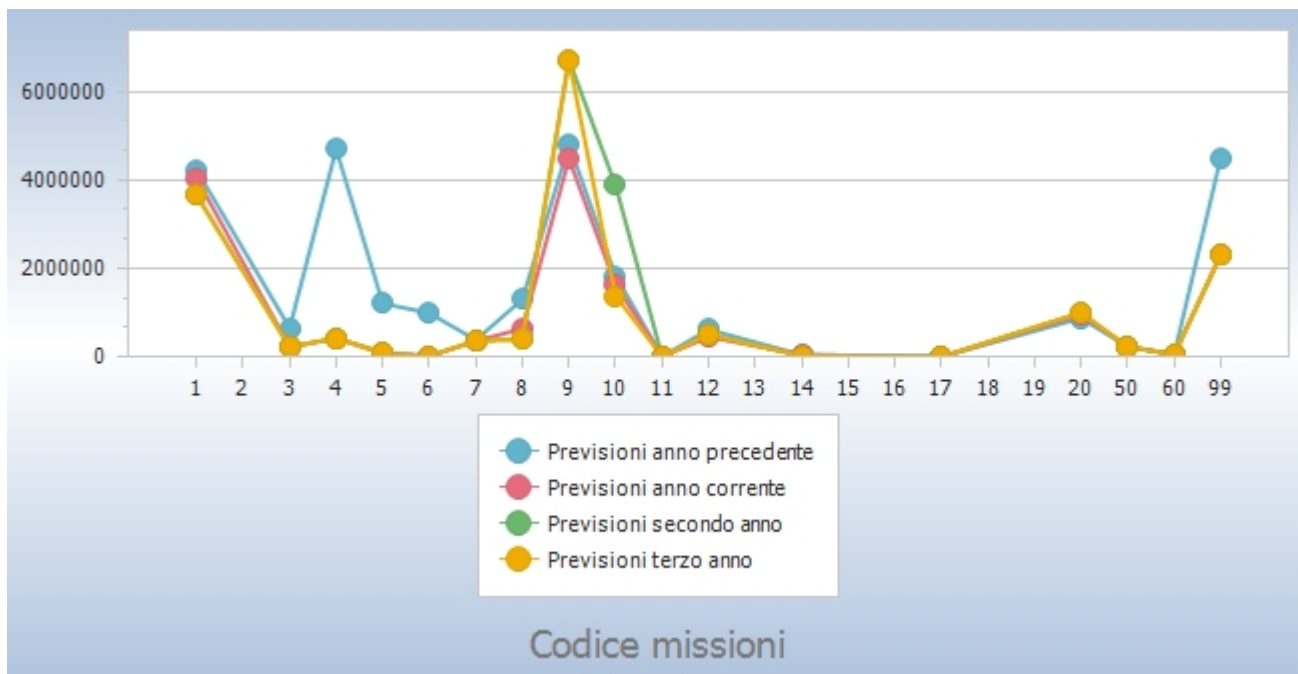 6000000
4000000
2000000
0
1 2 3 4 5 6 7 8 9 10 11 12 13 14 15 16 17 18 19 20 50 60 99
Previsioni anno precedente
Previsioni anno corrente
Previsioni secondo anno
Previsioni terzo anno
Codice missioni